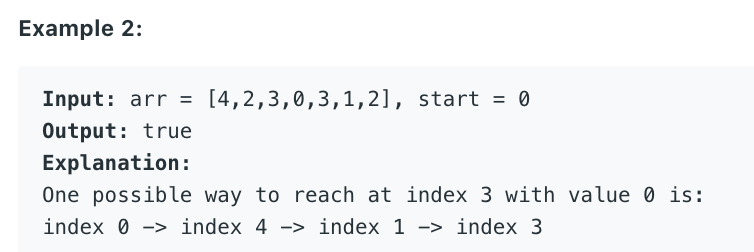 Example 2:
Input: arr = [4,2,3,0,3,1,2], start = 0
Output: true
Explanation:
One possible way to reach at index 3 with value 0 is:
index 0 -> index 4 -> index 1 -> index 3